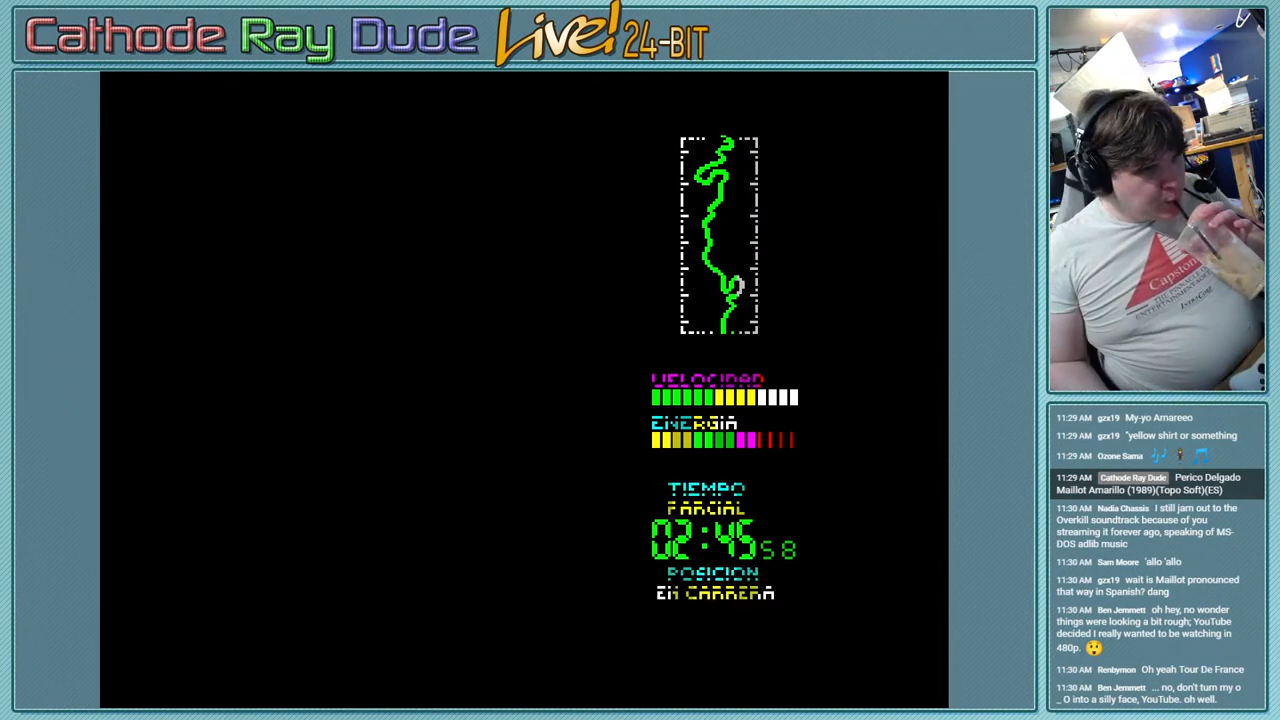 Cathode Ray Dude Live! 24-BIT
VELOCIDAD
ENERGIA
TIEMPO
PARCIAL
02:45 58
POSICION
EN CARRERA
Capstone
THE PINNACLE OF
ENTERTAINMENT
11:29 AM gzx19 My-yo Amareeo
11:29 AM gzx19 "yellow shirt or something
11:29 AM Ozone Sama 🎶 🕴 🎵
11:29 AM Cathode Ray Dude Perico Delgado
Maillot Amarillo (1989)(Topo Soft)(ES)
11:30 AM Nadia Chassis I still jam out to the
Overkill soundtrack because of you
streaming it forever ago, speaking of MS-
DOS adlib music
11:30 AM Sam Moore 'allo 'allo
11:30 AM gzx19 wait is Maillot pronounced
that way in Spanish? dang
11:30 AM Ben Jemmett oh hey, no wonder
things were looking a bit rough; YouTube
decided I really wanted to be watching in
480p. 😲
11:30 AM Renbymon Oh yeah Tour De France
11:30 AM Ben Jemmett ... no, don't turn my o
_ O into a silly face, YouTube. oh well.